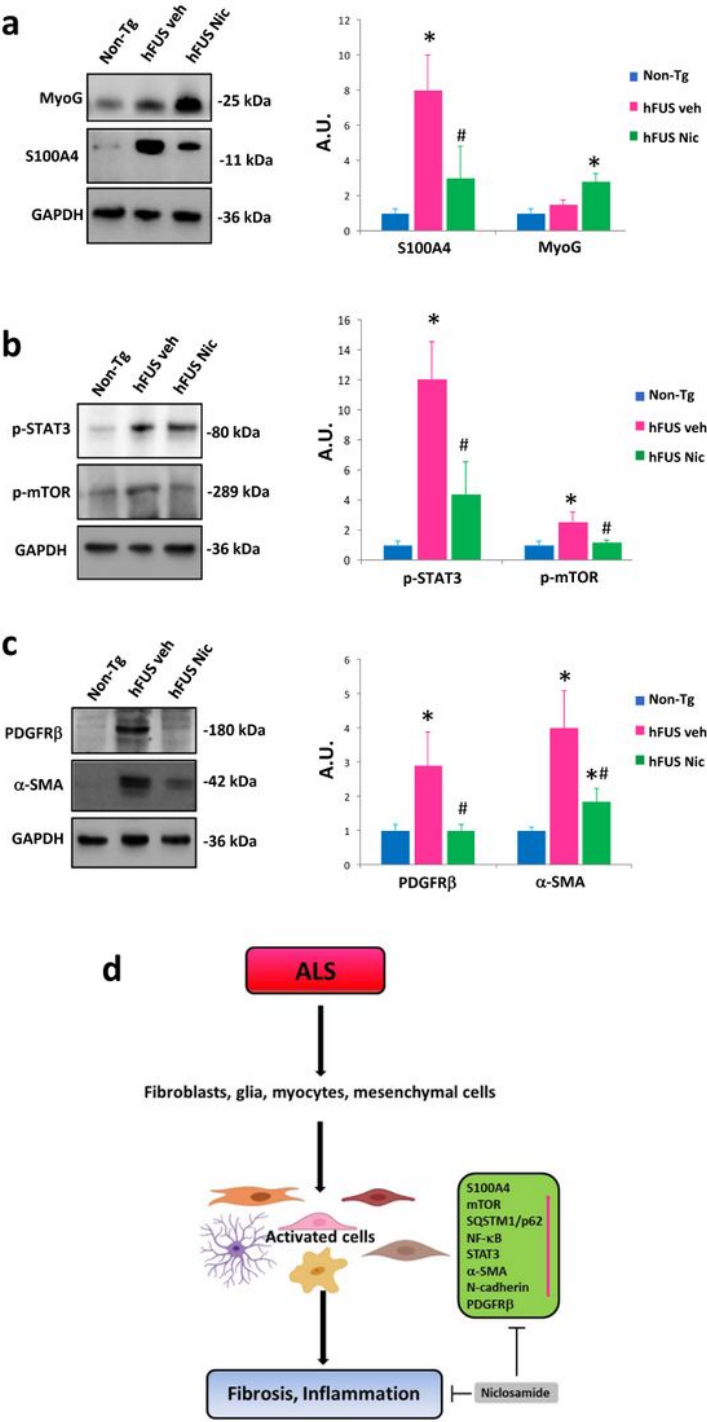 a
Non-Tg
hFUS veh
hFUS Nic
MyoG
-25 kDa
S100A4
-11 kDa
GAPDH
-36 kDa
A.U.
12
10
8
6
4
2
0
*
#
*
S100A4
MyoG
Non-Tg
hFUS veh
hFUS Nic
b
Non-Tg
hFUS veh
hFUS Nic
p-STAT3
-80 kDa
p-mTOR
-289 kDa
GAPDH
-36 kDa
A.U.
16
14
12
10
8
6
4
2
0
*
#
*
#
p-STAT3
p-mTOR
Non-Tg
hFUS veh
hFUS Nic
c
Non-Tg
hFUS veh
hFUS Nic
PDGFRβ
-180 kDa
α-SMA
-42 kDa
GAPDH
-36 kDa
A.U.
6
5
4
3
2
1
0
*
#
*
*#
PDGFRβ
α-SMA
Non-Tg
hFUS veh
hFUS Nic
d
ALS
Fibroblasts, glia, myocytes, mesenchymal cells
Activated cells
S100A4
mTOR
SQSTM1/p62
NF-κB
STAT3
α-SMA
N-cadherin
PDGFRβ
Fibrosis, Inflammation
Niclosamide